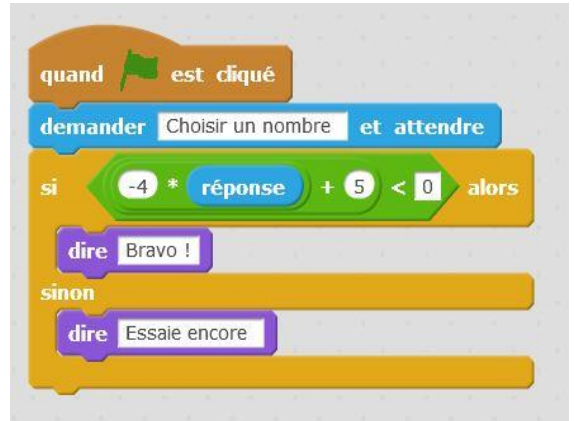 quand est cliqué
demander Choisir un nombre et attendre
si -4 * réponse + 5 < 0 alors
dire Bravo !
sinon
dire Essaie encore